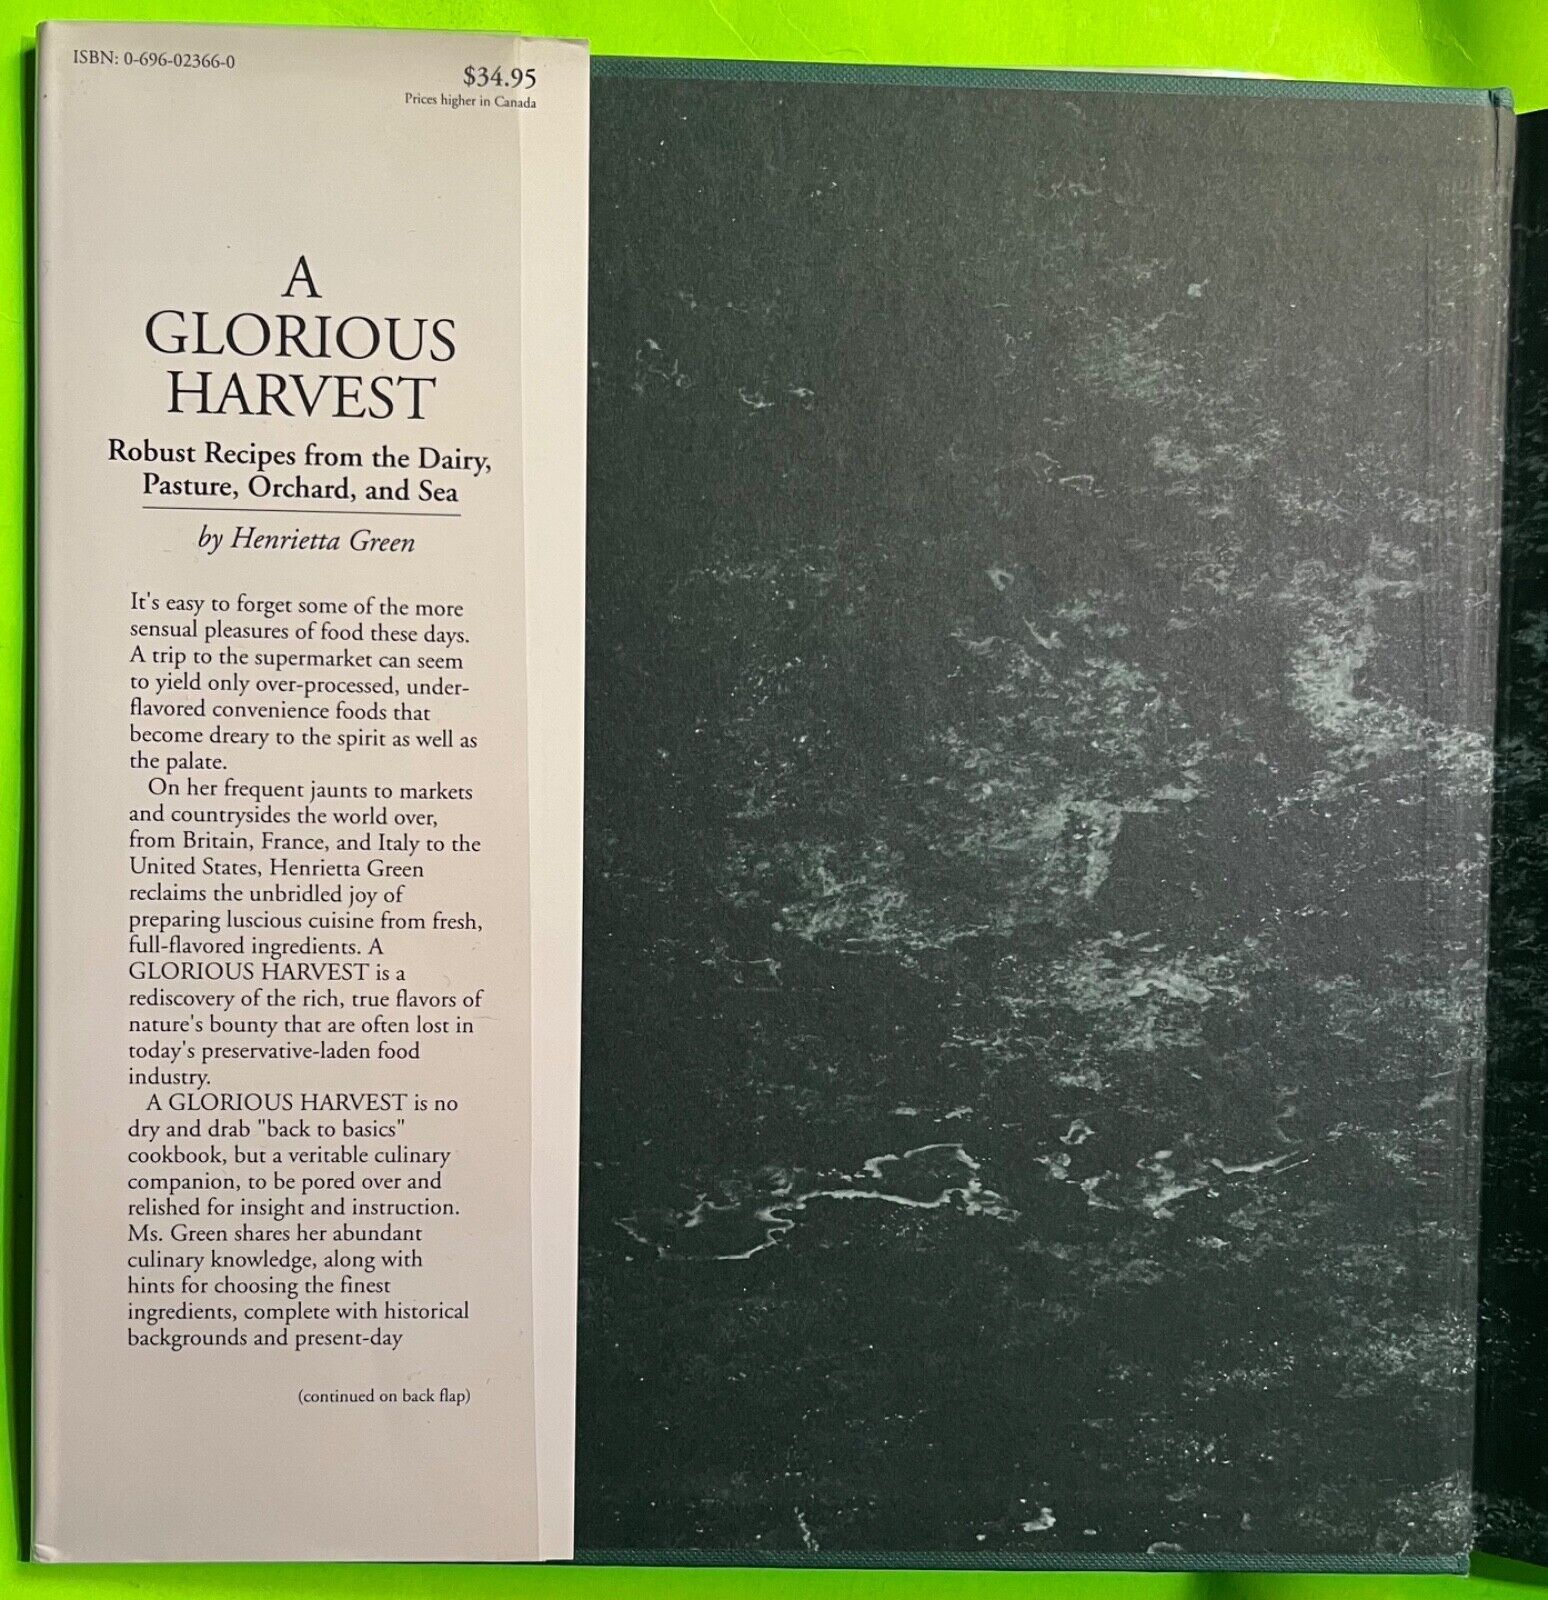 ISBN: 0-696-02366-0
$34.95
Prices higher in Canada
A
GLORIOUS
HARVEST
Robust Recipes from the Dairy,
Pasture, Orchard, and Sea
by Henrietta Green
It's easy to forget some of the more
sensual pleasures of food these days.
A trip to the supermarket can seem
to yield only over-processed, under-
flavored convenience foods that
become dreary to the spirit as well as
the palate.
On her frequent jaunts to markets
and countrysides the world over,
from Britain, France, and Italy to the
United States, Henrietta Green
reclaims the unbridled joy of
preparing luscious cuisine from fresh,
full-flavored ingredients. A
GLORIOUS HARVEST is a
rediscovery of the rich, true flavors of
nature's bounty that are often lost in
today's preservative-laden food
industry.
A GLORIOUS HARVEST is no
dry and drab "back to basics"
cookbook, but a veritable culinary
companion, to be pored over and
relished for insight and instruction.
Ms. Green shares her abundant
culinary knowledge, along with
hints for choosing the finest
ingredients, complete with historical
backgrounds and present-day
(continued on back flap)